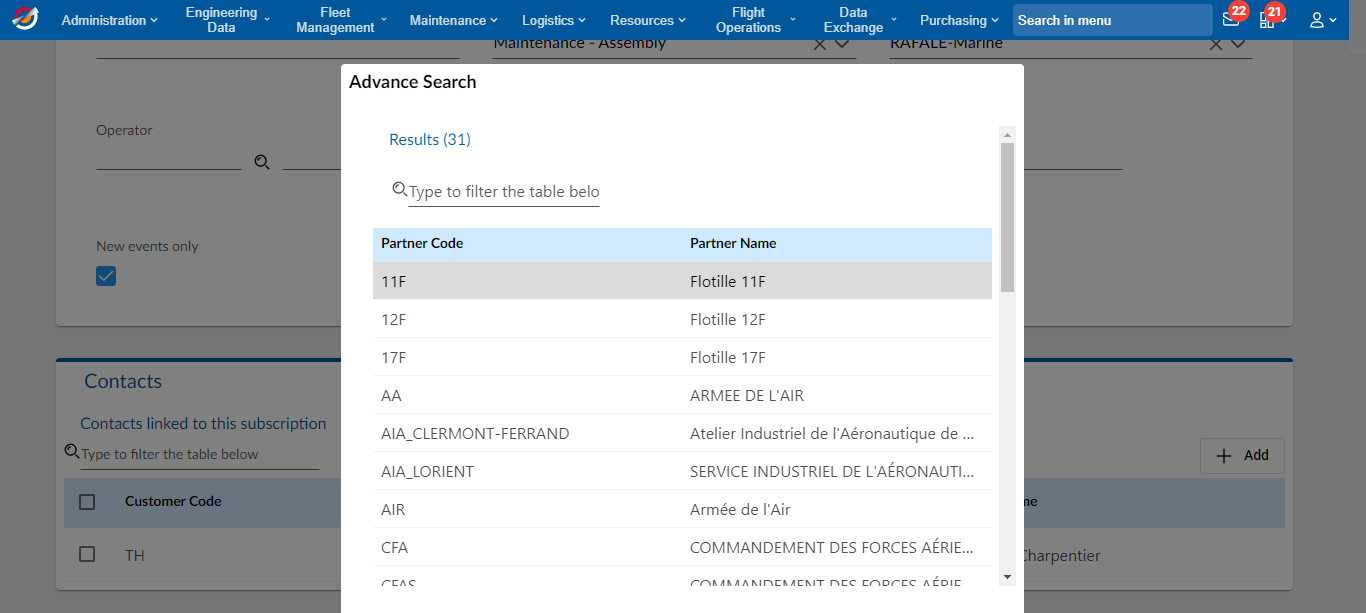 Administration
Engineering
Data
Fleet
Management
Maintenance
Logistics
Resources
Flight
Operations
Data
Exchange
Purchasing
Search in menu
22
21
Maintenance - Assembly
RAFALE-Marine
Advance Search
Results (31)
Operator
Type to filter the table belo
Partner Code Partner Name
New events only
11F Flotille 11F
12F Flotille 12F
17F Flotille 17F
AA ARMEE DE L'AIR
AIA_CLERMONT-FERRAND Atelier Industriel de l'Aéronautique de ...
AIA_LORIENT SERVICE INDUSTRIEL DE L'AÉRONAUTI...
AIR Armée de l'Air
CFA COMMANDEMENT DES FORCES AÉRIE...
CFAS COMMANDEMENT DES FORCES AÉRIE
Contacts
Contacts linked to this subscription
Type to filter the table below
Add
Customer Code
me
TH
Charpentier